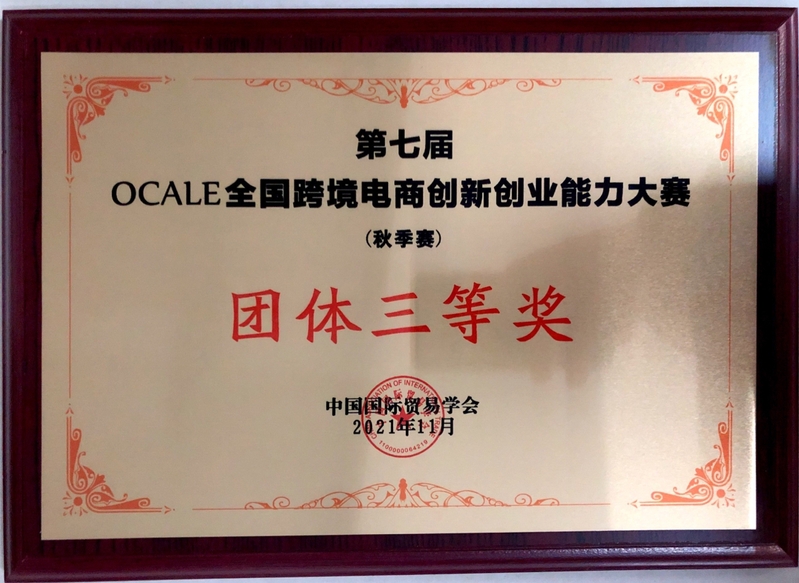 第七届
OCALE全国跨境电商创新创业能力大赛
(秋季赛)
团体三等奖
中国国际贸易学会
2021年11月